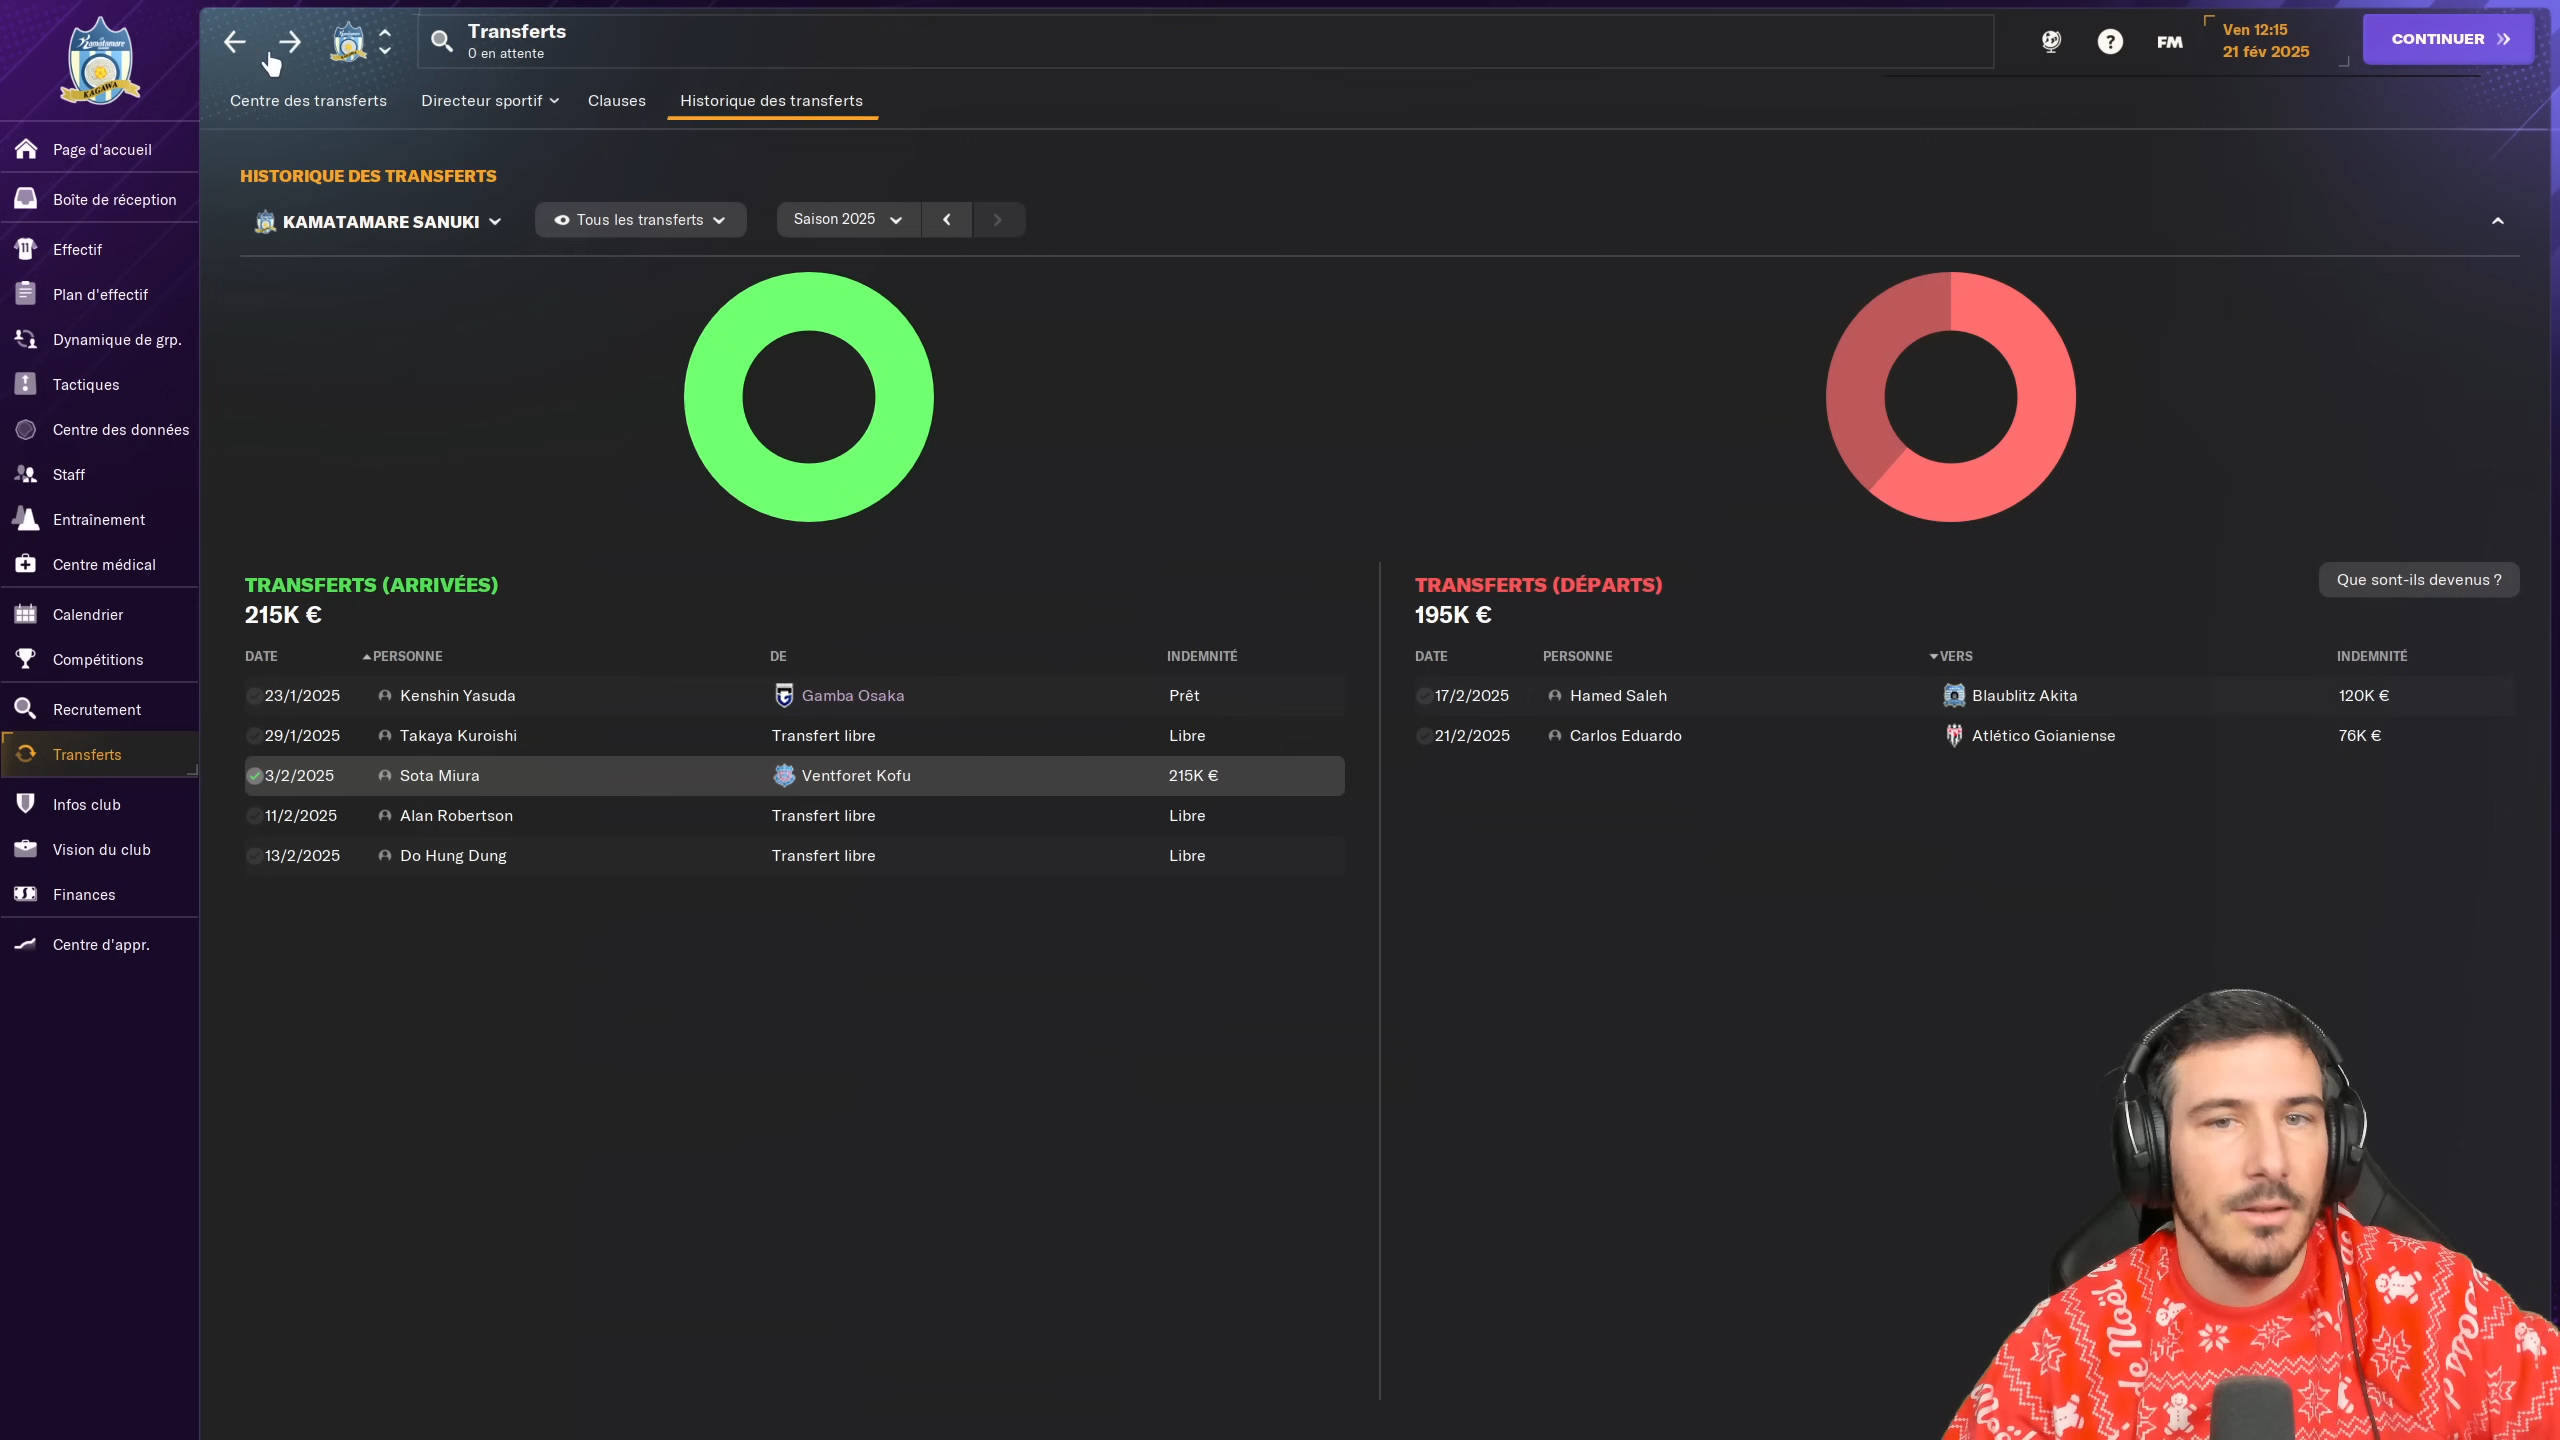 Kamatamare
KAGAWA
Transferts
0 en attente
FM
Ven 12:15
21 fév 2025
CONTINUER
Centre des transferts
Directeur sportif
Clauses
Historique des transferts
Page d'accueil
Boîte de réception
Effectif
Plan d'effectif
Dynamique de grp.
Tactiques
Centre des données
Staff
Entraînement
Centre médical
Calendrier
Compétitions
Recrutement
Transferts
Infos club
Vision du club
Finances
Centre d'appr.
HISTORIQUE DES TRANSFERTS
KAMATAMARE SANUKI
Tous les transferts
Saison 2025
TRANSFERTS (ARRIVÉES)
215K €
DATE PERSONNE DE INDEMNITÉ
23/1/2025 Kenshin Yasuda Gamba Osaka Prêt
29/1/2025 Takaya Kuroishi Transfert libre Libre
3/2/2025 Sota Miura Ventforet Kofu 215K €
11/2/2025 Alan Robertson Transfert libre Libre
13/2/2025 Do Hung Dung Transfert libre Libre
TRANSFERTS (DÉPARTS)
195K €
Que sont-ils devenus ?
DATE PERSONNE VERS INDEMNITÉ
17/2/2025 Hamed Saleh Blaublitz Akita 120K €
21/2/2025 Carlos Eduardo Atlético Goianiense 76K €